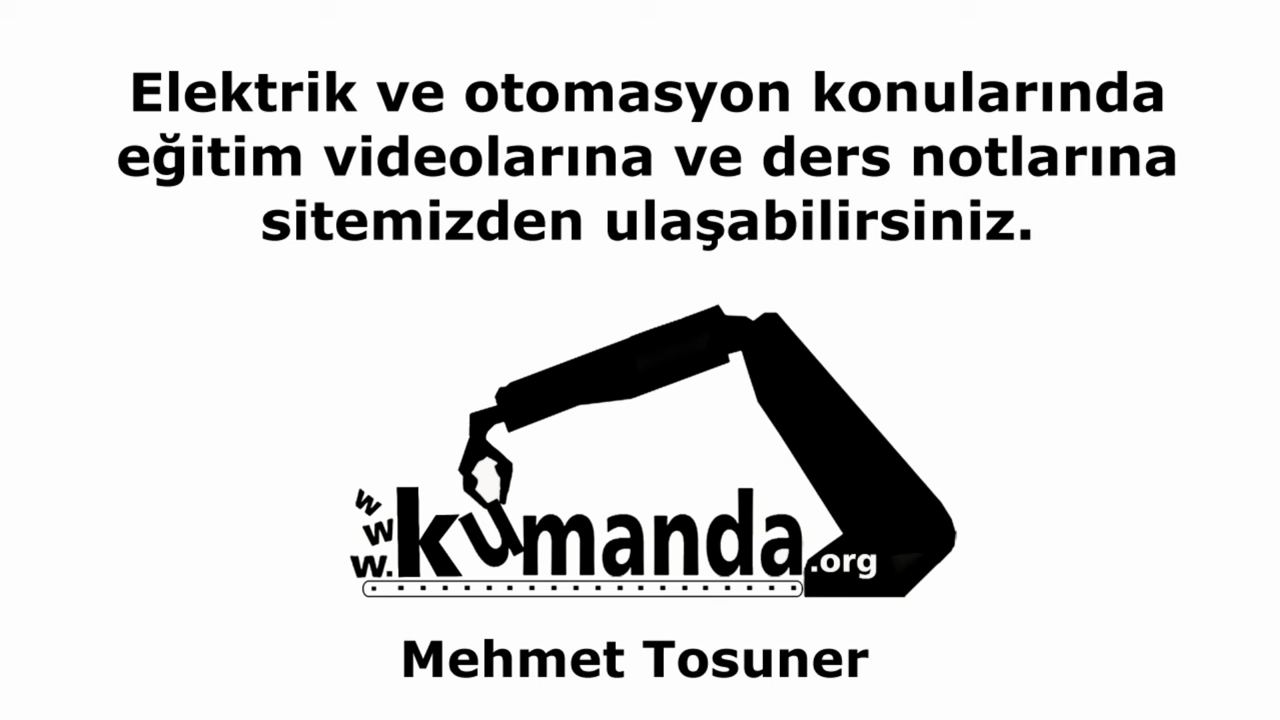 Elektrik ve otomasyon konularında
eğitim videolarına ve ders notlarına
sitemizden ulaşabilirsiniz.
www.kumanda.org
Mehmet Tosuner